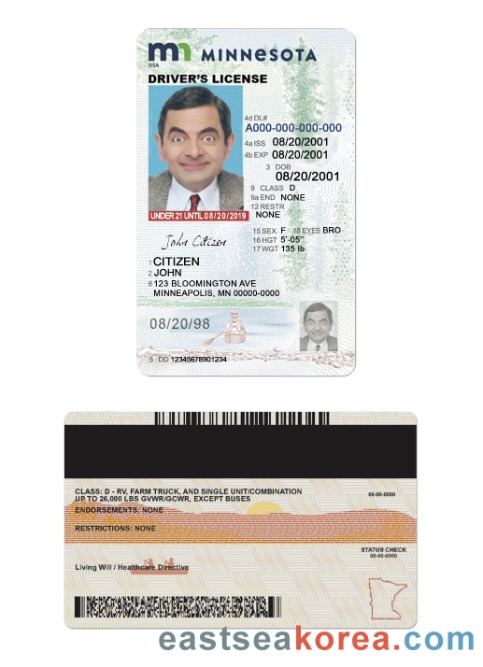 mn MINNESOTA
USA
DRIVER'S LICENSE
4d DL#
A000-000-000-000
4a ISS 08/20/2001
4b EXP 08/20/2001
3 DOB
08/20/2001
9 CLASS D
9a END NONE
12 RESTR
NONE
UNDER 21 UNTIL 08/20/2019
15 SEX F 18 EYES BRO
16 HGT 5'-05"
17 WGT 135 lb
John Citizen
1 CITIZEN
2 JOHN
8 123 BLOOMINGTON AVE
MINNEAPOLIS, MN 00000-0000
08/20/98
5 DD 12345678901234
CLASS: D - RV, FARM TRUCK, AND SINGLE UNIT/COMBINATION
UP TO 26,000 LBS GVWR/GCWR, EXCEPT BUSES
00-00-0000
ENDORSEMENTS: NONE
RESTRICTIONS: NONE
STATUS CHECK
00-00-0000
Living Will / Healthcare Directive
eastseakorea.com